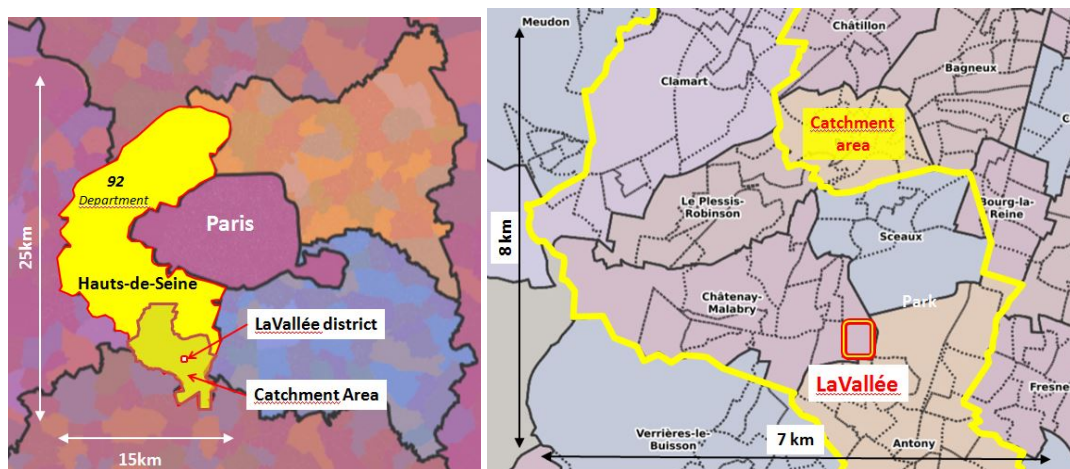 92
Department
Paris
25km
Hauts-de-Seine
LaVallée district
Catchment Area
15km
Meudon
Châtillon
Clamart
Bagneux
Catchment
area
Le Plessis-
Robinson
Bourg-la-
Reine
Sceaux
8 km
Châtenay-
Malabry
Park
LaVallée
Fresne
Verrières-le-
Buisson
7 km
Antony